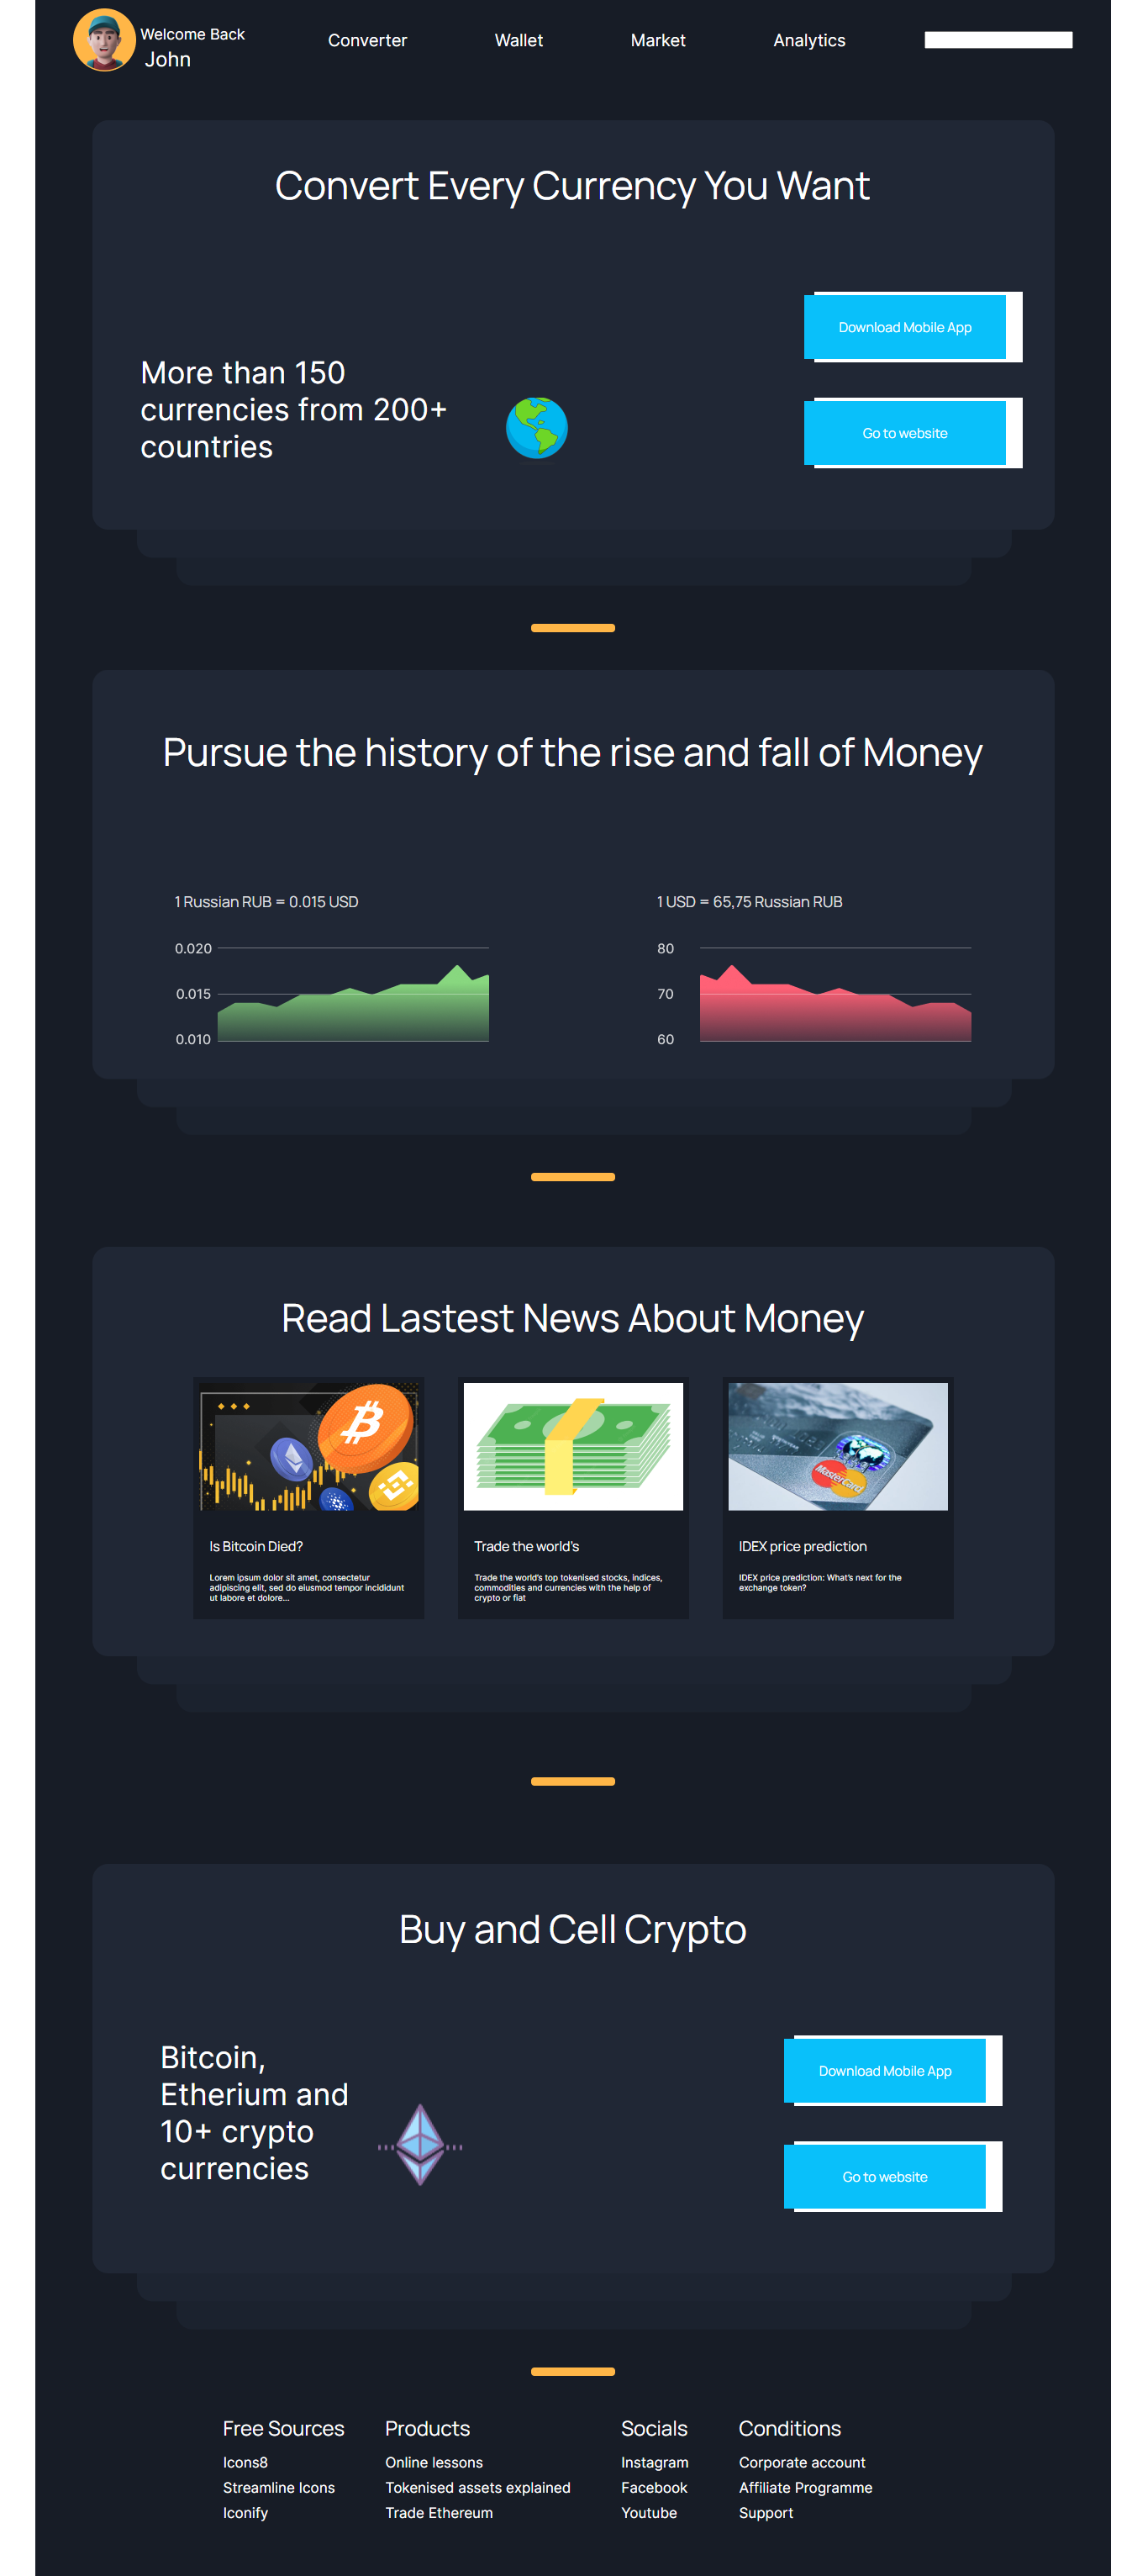 Welcome Back
John
Converter
Wallet
Market
Analytics
Convert Every Currency You Want
More than 150
currencies from 200+
countries
Download Mobile App
Go to website
Pursue the history of the rise and fall of Money
1 Russian RUB = 0.015 USD
0.020
0.015
0.010
1 USD = 65,75 Russian RUB
80
70
60
Read Lastest News About Money
Is Bitcoin Died?
Lorem ipsum dolor sit amet, consectetur
adipiscing elit, sed do eiusmod tempor incididunt
ut labore et dolore...
Trade the world's
Trade the world's top tokenised stocks, indices,
commodities and currencies with the help of
crypto or fiat
MasterCard
IDEX price prediction
IDEX price prediction: What's next for the
exchange token?
Buy and Cell Crypto
Bitcoin,
Etherium and
10+ crypto
currencies
Download Mobile App
Go to website
Free Sources
Icons8
Streamline Icons
Iconify
Products
Online lessons
Tokenised assets explained
Trade Ethereum
Socials
Instagram
Facebook
Youtube
Conditions
Corporate account
Affiliate Programme
Support